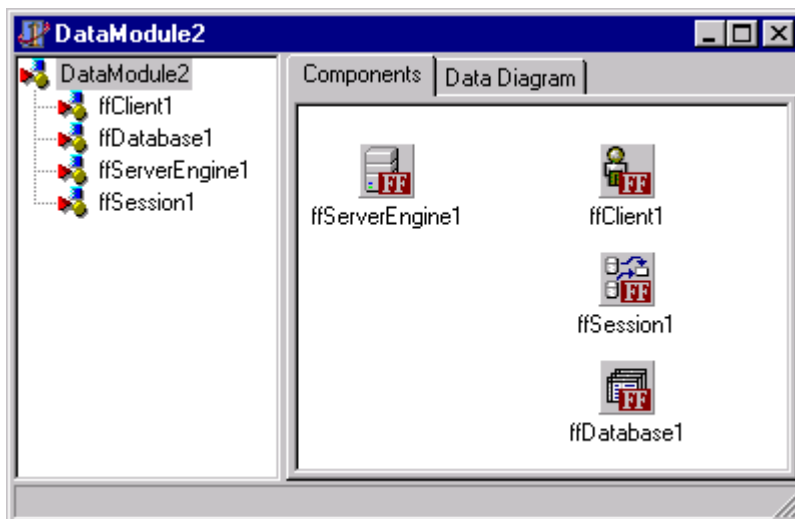 DataModule2
DataModule2
ffClient1
ffDatabase1
ffServerEngine1
ffSession1
Components
Data Diagram
FF
ffServerEngine1
FF
ffClient1
FF
ffSession1
FF
ffDatabase1